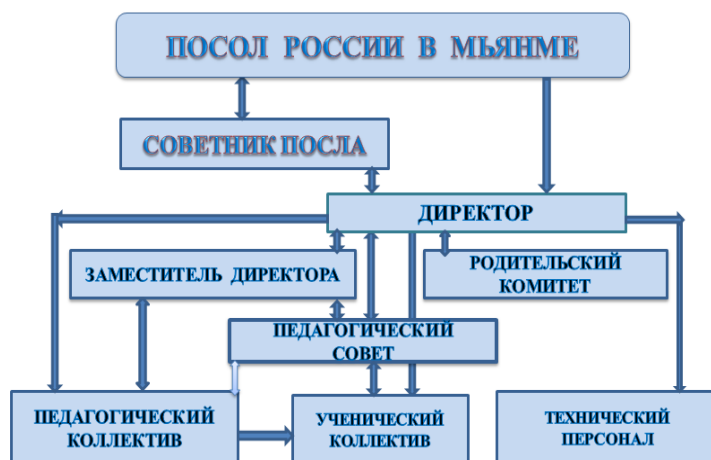 ПОСОЛ РОССИИ В МЬЯНМЕ
СОВЕТНИК ПОСЛА
ДИРЕКТОР
ЗАМЕСТИТЕЛЬ ДИРЕКТОРА
РОДИТЕЛЬСКИЙ
КОМИТЕТ
ПЕДАГОГИЧЕСКИЙ
СОВЕТ
ПЕДАГОГИЧЕСКИЙ
КОЛЛЕКТИВ
УЧЕНИЧЕСКИЙ
КОЛЛЕКТИВ
ТЕХНИЧЕСКИЙ
ПЕРСОНАЛ